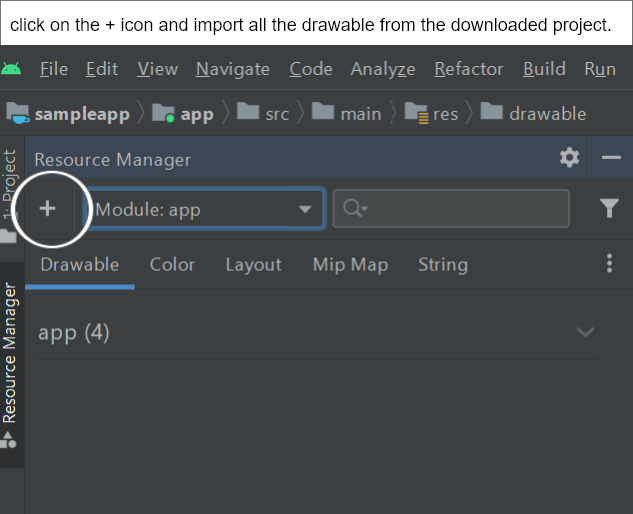 click on the + icon and import all the drawable from the downloaded project.
File Edit View Navigate Code Analyze Refactor Build Run
sampleapp app src main res drawable
1: Project
Resource Manager
+ Module: app
Drawable Color Layout Mip Map String
app (4)
Resource Manager